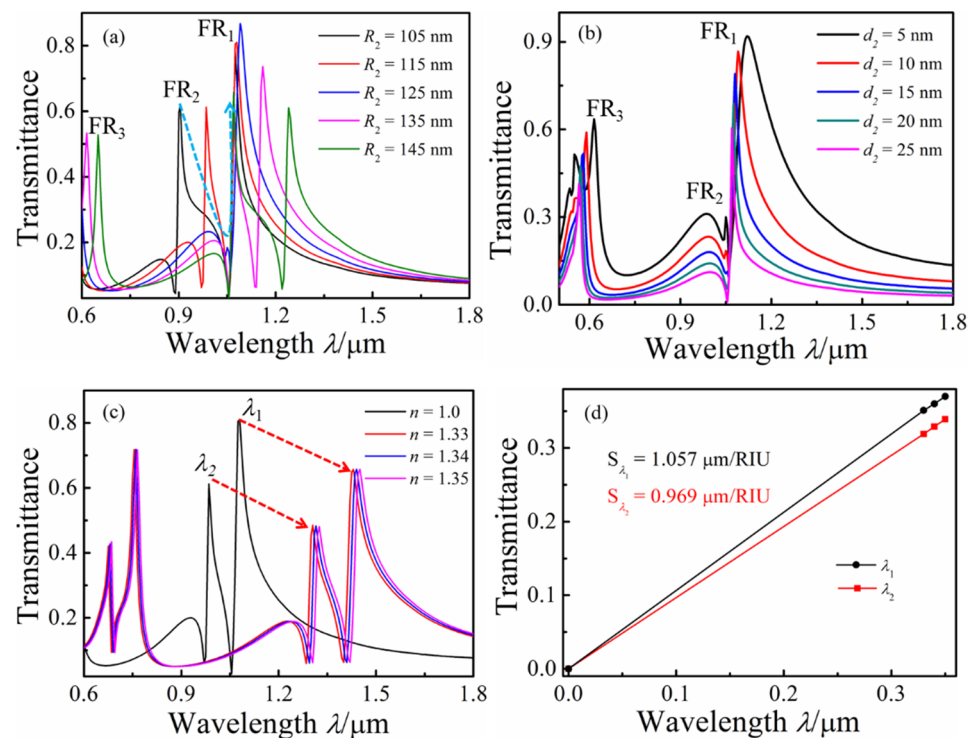 (a)
FR₁
FR₂
FR₃
R₂ = 105 nm
R₂ = 115 nm
R₂ = 125 nm
R₂ = 135 nm
R₂ = 145 nm
Transmittance
0.8
0.6
0.4
0.2
0.6 0.9 1.2 1.5 1.8
Wavelength λ/μm
(b)
FR₁
FR₃
FR₂
d₂ = 5 nm
d₂ = 10 nm
d₂ = 15 nm
d₂ = 20 nm
d₂ = 25 nm
Transmittance
0.9
0.6
0.3
0.0
0.6 0.9 1.2 1.5 1.8
Wavelength λ/μm
(c)
λ₁
λ₂
n = 1.0
n = 1.33
n = 1.34
n = 1.35
Transmittance
0.8
0.6
0.4
0.2
0.6 0.9 1.2 1.5 1.8
Wavelength λ/μm
(d)
S_λ₁ = 1.057 μm/RIU
S_λ₂ = 0.969 μm/RIU
λ₁
λ₂
Transmittance
0.3
0.2
0.1
0.0
0.0 0.1 0.2 0.3
Wavelength λ/μm